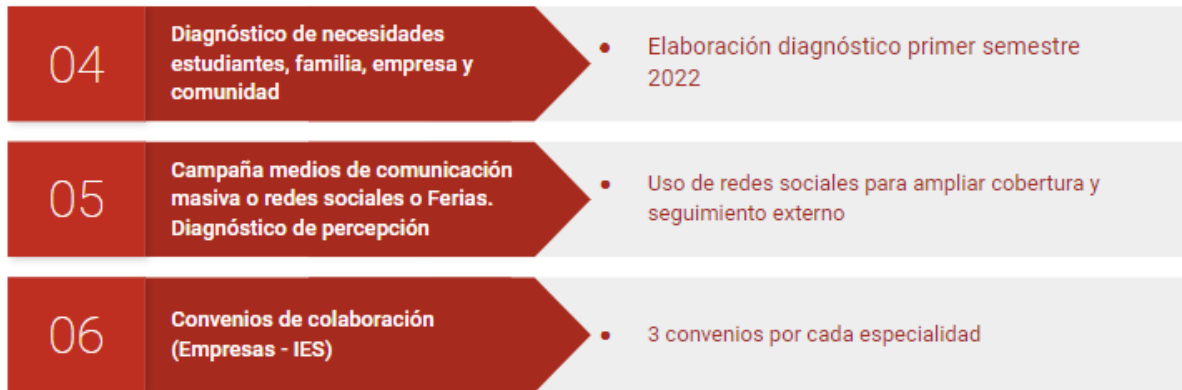 04
Diagnóstico de necesidades
estudiantes, familia, empresa y
comunidad
• Elaboración diagnóstico primer semestre
2022
05
Campaña medios de comunicación
masiva o redes sociales o Ferias.
Diagnóstico de percepción
• Uso de redes sociales para ampliar cobertura y
seguimiento externo
06
Convenios de colaboración
(Empresas - IES)
• 3 convenios por cada especialidad